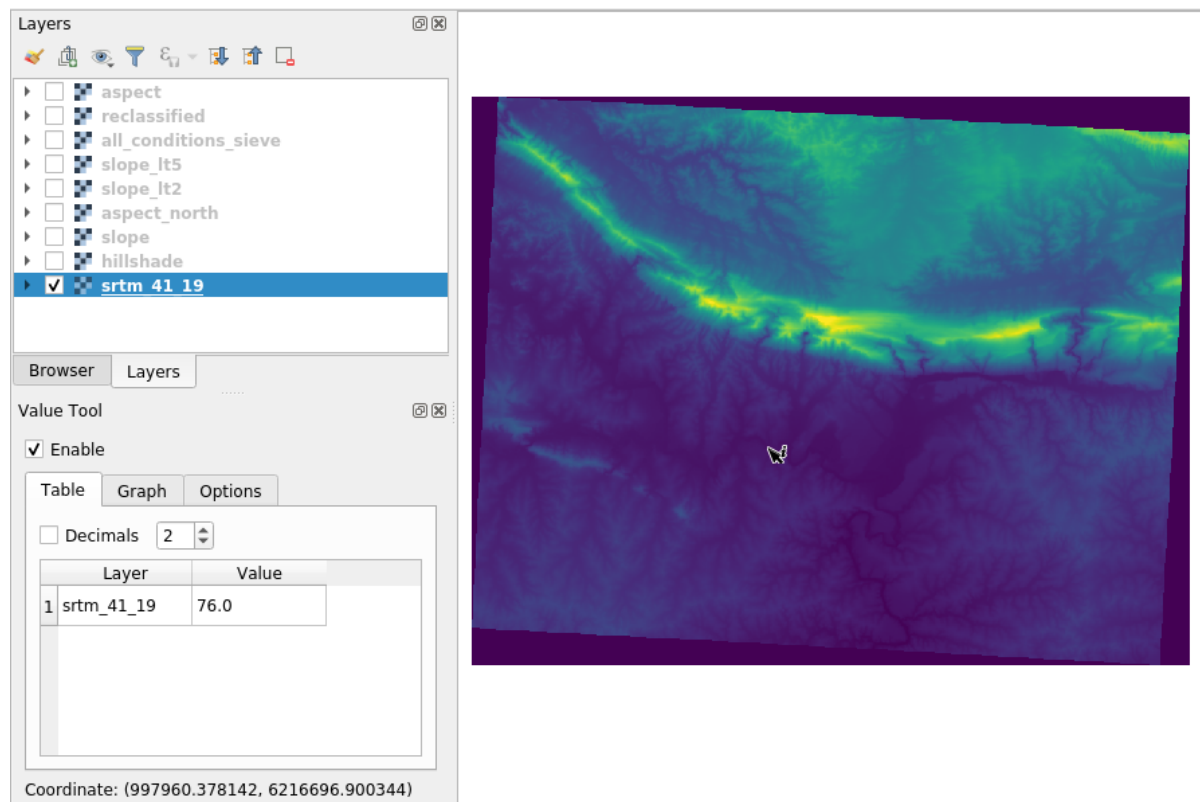 Layers
aspect
reclassified
all_conditions_sieve
slope_lt5
slope_lt2
aspect_north
slope
hillshade
srtm_41_19
Browser Layers
Value Tool
Enable
Table Graph Options
Decimals 2
Layer Value
1 srtm_41_19 76.0
Coordinate: (997960.378142, 6216696.900344)